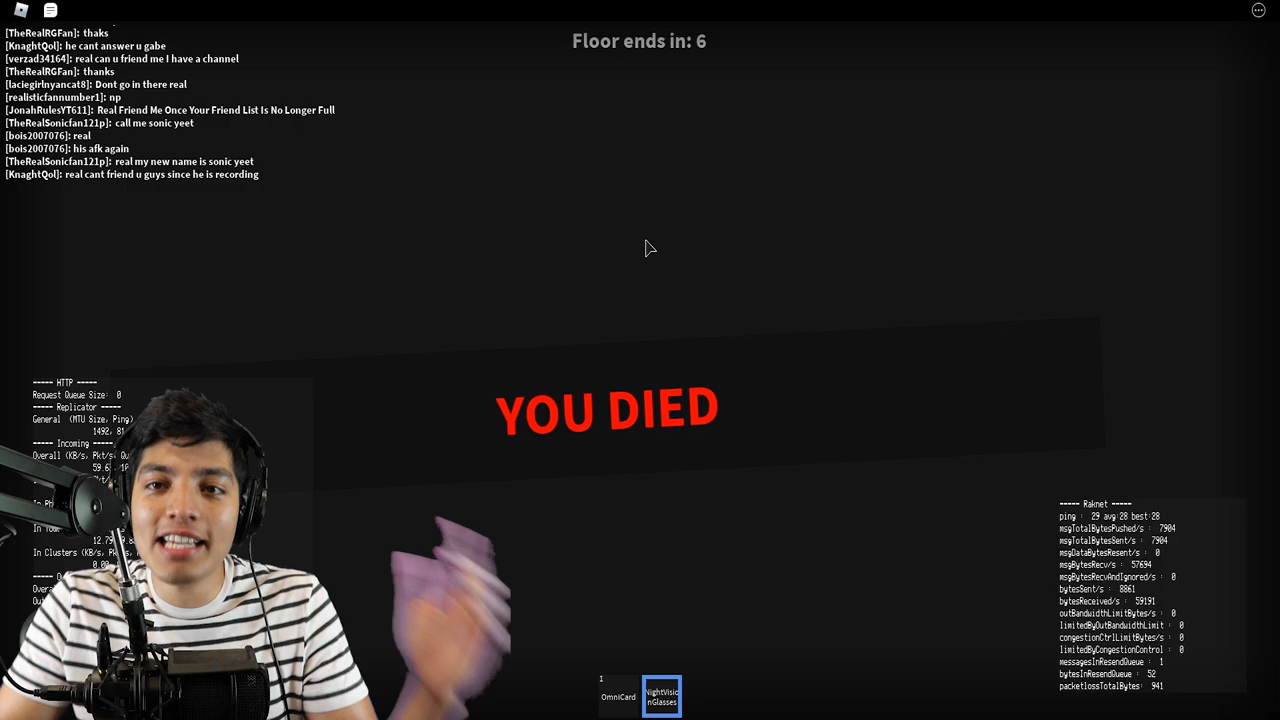 [TheRealRGFan]: thaks
[KnaghtQol]: he cant answer u gabe
[verzad34164]: real can u friend me I have a channel
[TheRealRGFan]: thanks
[laciegirlnyancat8]: Dont go in there real
[realisticfannumber1]: np
[JonahRulesYT611]: Real Friend Me Once Your Friend List Is No Longer Full
[TheRealSonicfan121p]: call me sonic yeet
[bois2007076]: real
[bois2007076]: his afk again
[TheRealSonicfan121p]: real my new name is sonic yeet
[KnaghtQol]: real cant friend u guys since he is recording
Floor ends in: 6
YOU DIED
----- HTTP -----
Request Queue Size: 0
----- Replicator -----
General (MTU Size, Ping)
1492, 81
----- Incoming
Overall (KB/s,
In Clusters (KB/s,
----- Raknet -----
ping : 29 avg:28 best:28
msgTotalBytesPushed/s : 7904
msgTotalBytesSent/s : 7904
msgDataBytesResent/s : 0
msgBytesRecv/s : 57694
msgBytesRecvAndIgnored/s : 0
bytesSent/s : 8861
bytesReceived/s : 59191
outBandwidthLimitBytes/s : 0
limitedByOutBandwidthLimit : 0
congestionCtrlLimitBytes/s : 0
limitedByCongestionControl : 0
messagesInResendQueue : 1
bytesInResendQueue : 52
packetlossTotalBytes: 941
1
OmniCard
NightVisio
nGlasses